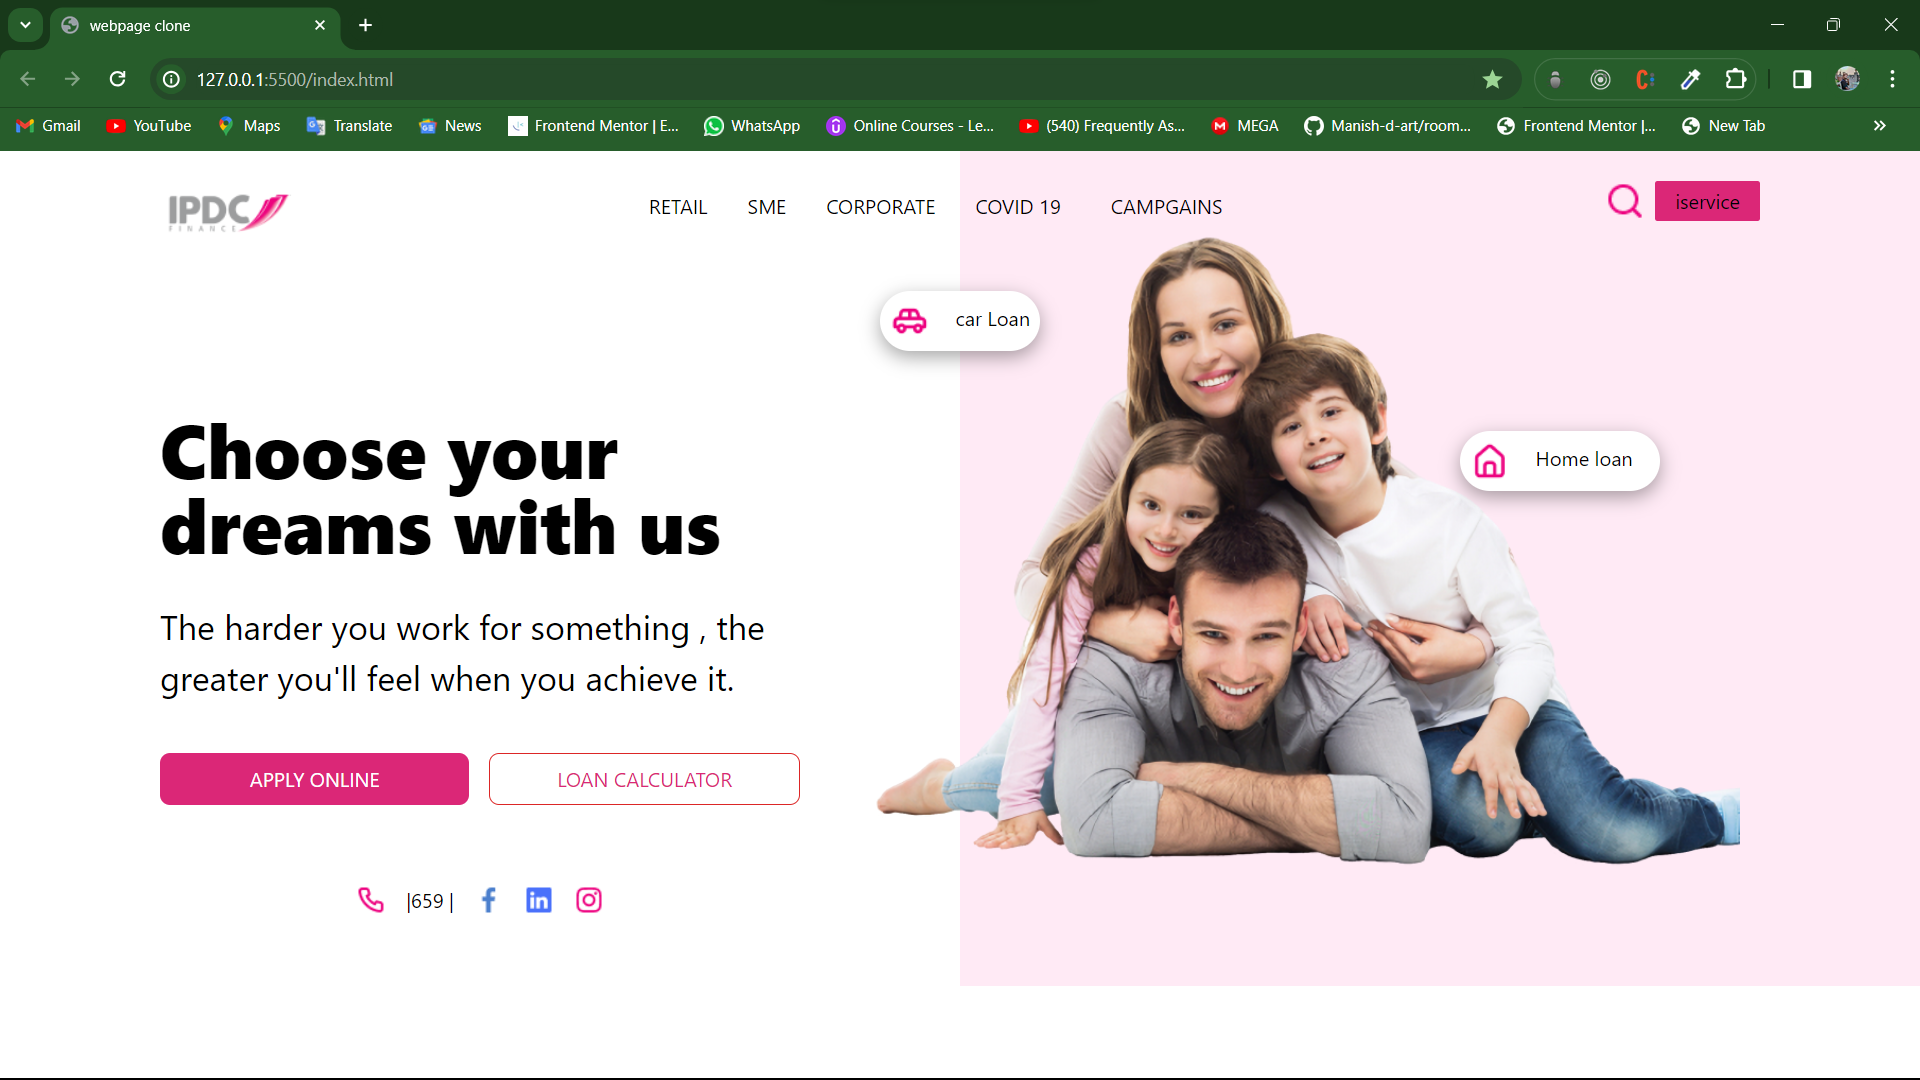 webpage clone
127.0.0.1:5500/index.html
Gmail YouTube Maps Translate News Frontend Mentor | E... WhatsApp Online Courses - Le... (540) Frequently As... MEGA Manish-d-art/room... Frontend Mentor |... New Tab
IPDC
FINANCE
RETAIL SME CORPORATE COVID 19 CAMPGAINS
iservice
car Loan
Home loan
Choose your
dreams with us
The harder you work for something , the
greater you'll feel when you achieve it.
APPLY ONLINE LOAN CALCULATOR
|659 |